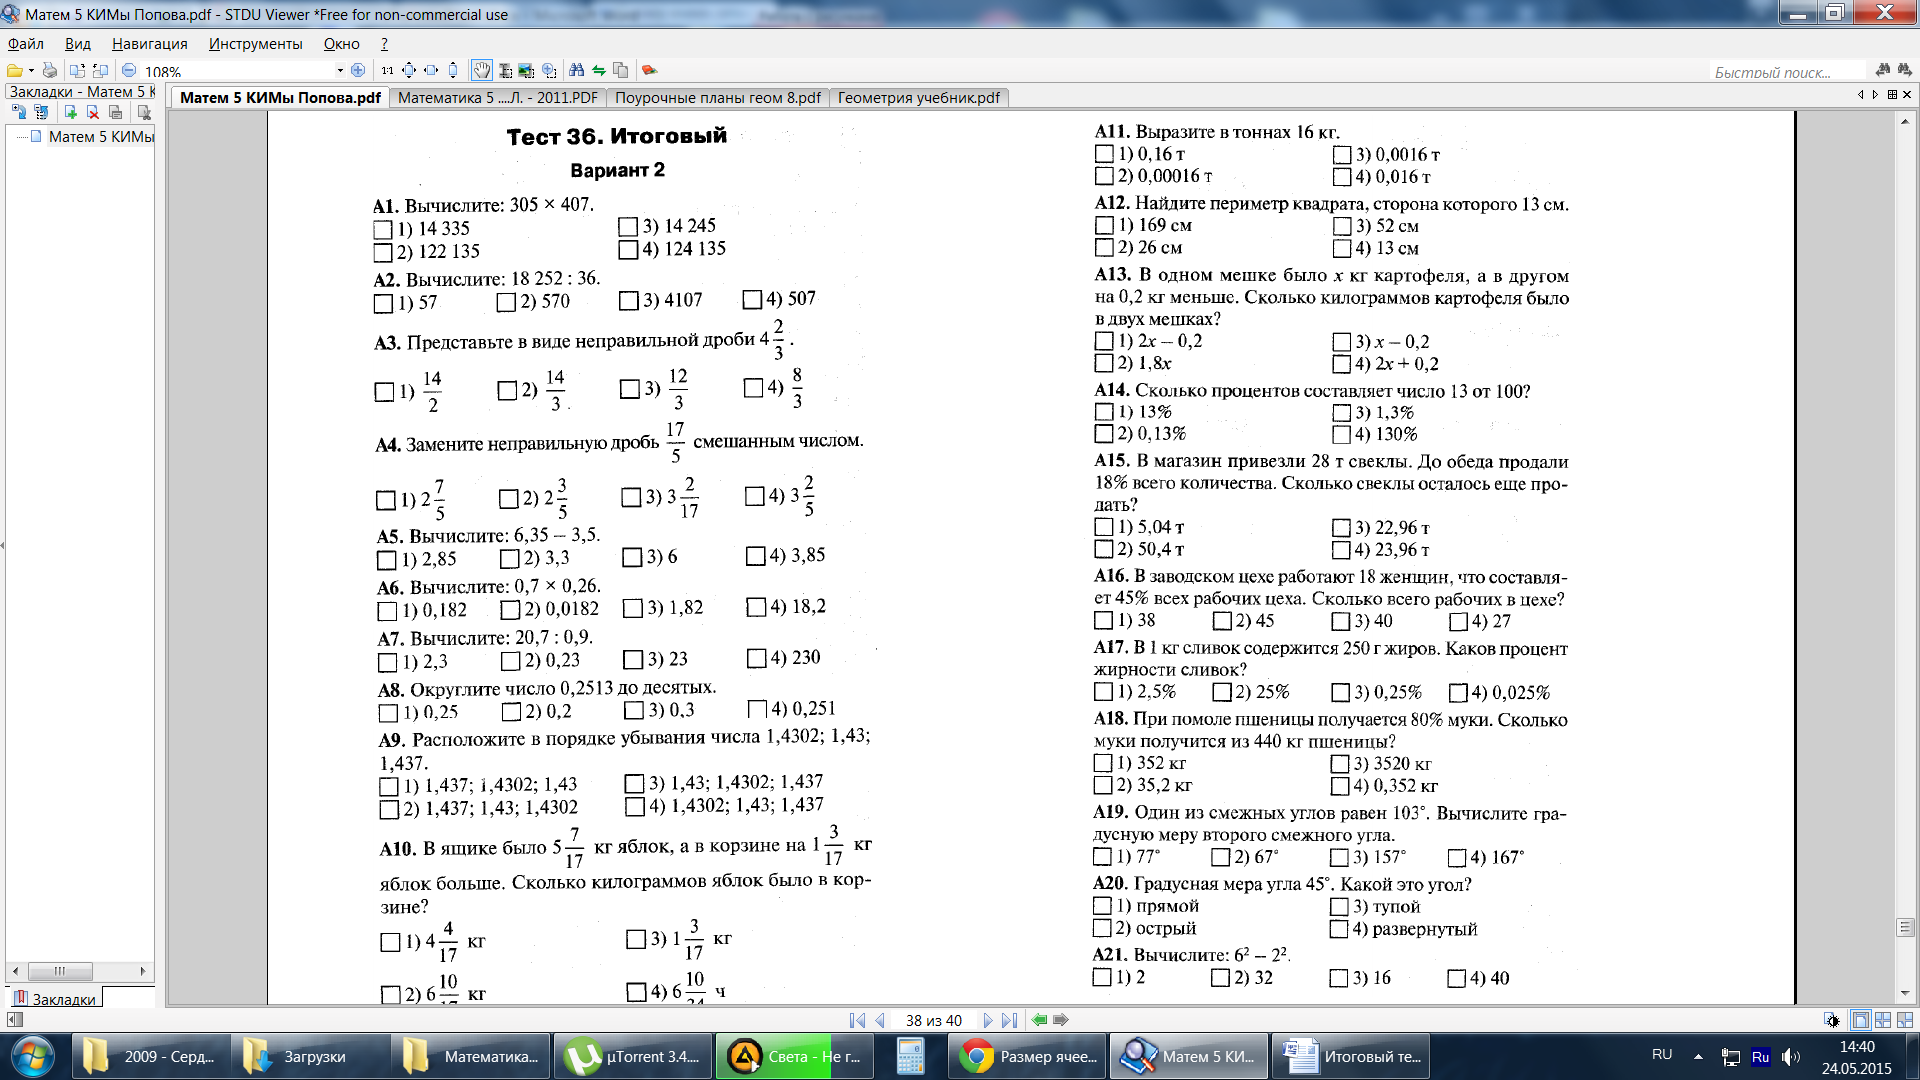 Матем 5 КИМы Попова.pdf - STDU Viewer *Free for non-commercial use
Файл Вид Навигация Инструменты Окно ?
108%
1:1
Быстрый поиск...
Закладки - Матем 5 К
Матем 5 КИМы Попова.pdf Математика 5 ....Л. - 2011.PDF Поурочные планы геом 8.pdf Геометрия учебник.pdf
Матем 5 КИМы
Закладки
Тест 36. Итоговый
Вариант 2
А1. Вычислите: 305 × 407.
1) 14 335 3) 14 245
2) 122 135 4) 124 135
А2. Вычислите: 18 252 : 36.
1) 57 2) 570 3) 4107 4) 507
А3. Представьте в виде неправильной дроби 4 2/3.
1) 14/2 2) 14/3 3) 12/3 4) 8/3
А4. Замените неправильную дробь 17/5 смешанным числом.
1) 2 7/5 2) 2 3/5 3) 3 2/17 4) 3 2/5
А5. Вычислите: 6,35 − 3,5.
1) 2,85 2) 3,3 3) 6 4) 3,85
А6. Вычислите: 0,7 × 0,26.
1) 0,182 2) 0,0182 3) 1,82 4) 18,2
А7. Вычислите: 20,7 : 0,9.
1) 2,3 2) 0,23 3) 23 4) 230
А8. Округлите число 0,2513 до десятых.
1) 0,25 2) 0,2 3) 0,3 4) 0,251
А9. Расположите в порядке убывания числа 1,4302; 1,43;
1,437.
1) 1,437; 1,4302; 1,43 3) 1,43; 1,4302; 1,437
2) 1,437; 1,43; 1,4302 4) 1,4302; 1,43; 1,437
А10. В ящике было 5 7/17 кг яблок, а в корзине на 1 3/17 кг
яблок больше. Сколько килограммов яблок было в кор-
зине?
1) 4 4/17 кг 3) 1 3/17 кг
2) 6 10/17 кг 4) 6 10/34 ч
А11. Выразите в тоннах 16 кг.
1) 0,16 т 3) 0,0016 т
2) 0,00016 т 4) 0,016 т
А12. Найдите периметр квадрата, сторона которого 13 см.
1) 169 см 3) 52 см
2) 26 см 4) 13 см
А13. В одном мешке было x кг картофеля, а в другом
на 0,2 кг меньше. Сколько килограммов картофеля было
в двух мешках?
1) 2x − 0,2 3) x − 0,2
2) 1,8x 4) 2x + 0,2
А14. Сколько процентов составляет число 13 от 100?
1) 13% 3) 1,3%
2) 0,13% 4) 130%
А15. В магазин привезли 28 т свеклы. До обеда продали
18% всего количества. Сколько свеклы осталось еще про-
дать?
1) 5,04 т 3) 22,96 т
2) 50,4 т 4) 23,96 т
А16. В заводском цехе работают 18 женщин, что составля-
ет 45% всех рабочих цеха. Сколько всего рабочих в цехе?
1) 38 2) 45 3) 40 4) 27
А17. В 1 кг сливок содержится 250 г жиров. Каков процент
жирности сливок?
1) 2,5% 2) 25% 3) 0,25% 4) 0,025%
А18. При помоле пшеницы получается 80% муки. Сколько
муки получится из 440 кг пшеницы?
1) 352 кг 3) 3520 кг
2) 35,2 кг 4) 0,352 кг
А19. Один из смежных углов равен 103°. Вычислите гра-
дусную меру второго смежного угла.
1) 77° 2) 67° 3) 157° 4) 167°
А20. Градусная мера угла 45°. Какой это угол?
1) прямой 3) тупой
2) острый 4) развернутый
А21. Вычислите: 6² − 2².
1) 2 2) 32 3) 16 4) 40
38 из 40
2009 - Серд... Загрузки Математика... µTorrent 3.4.... Света - Не г... Размер ячее... Матем 5 КИ... Итоговый те...
RU Ru 14:40
24.05.2015